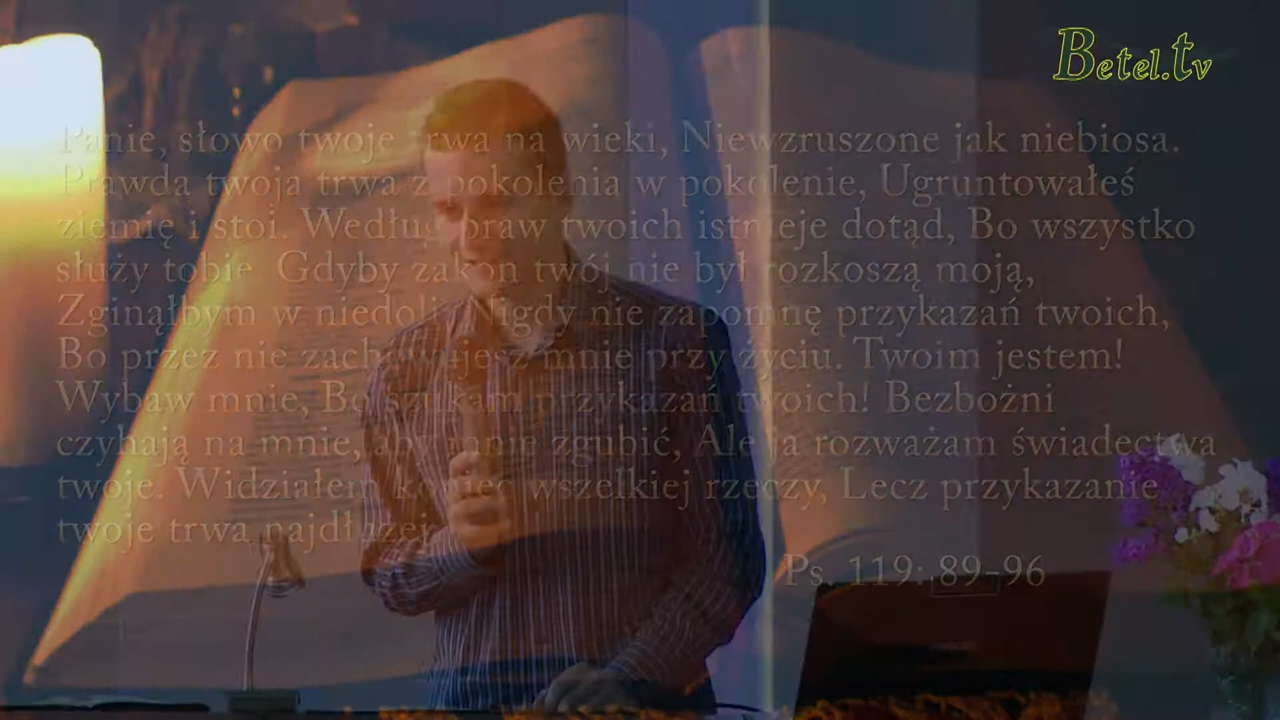 Betel.tv
Panie, słowo twoje trwa na wieki, Niewzruszone jak niebiosa.
Prawda twoja trwa z pokolenia w pokolenie, Ugruntowałeś
ziemię i stoi. Według praw twoich istnieje dotąd, Bo wszystko
służy tobie. Gdyby zakon twój nie był rozkoszą moją,
Zginąłbym w niedoli. Nigdy nie zapomnę przykazań twoich,
Bo przez nie zachowujesz mnie przy życiu. Twoim jestem!
Wybaw mnie, Bo szukam przykazań twoich! Bezbożni
czyhają na mnie, aby mnie zgubić, Ale ja rozważam świadectwa
twoje. Widziałem koniec wszelkiej rzeczy, Lecz przykazanie
twoje trwa najdłużej.
Ps. 119: 89-96